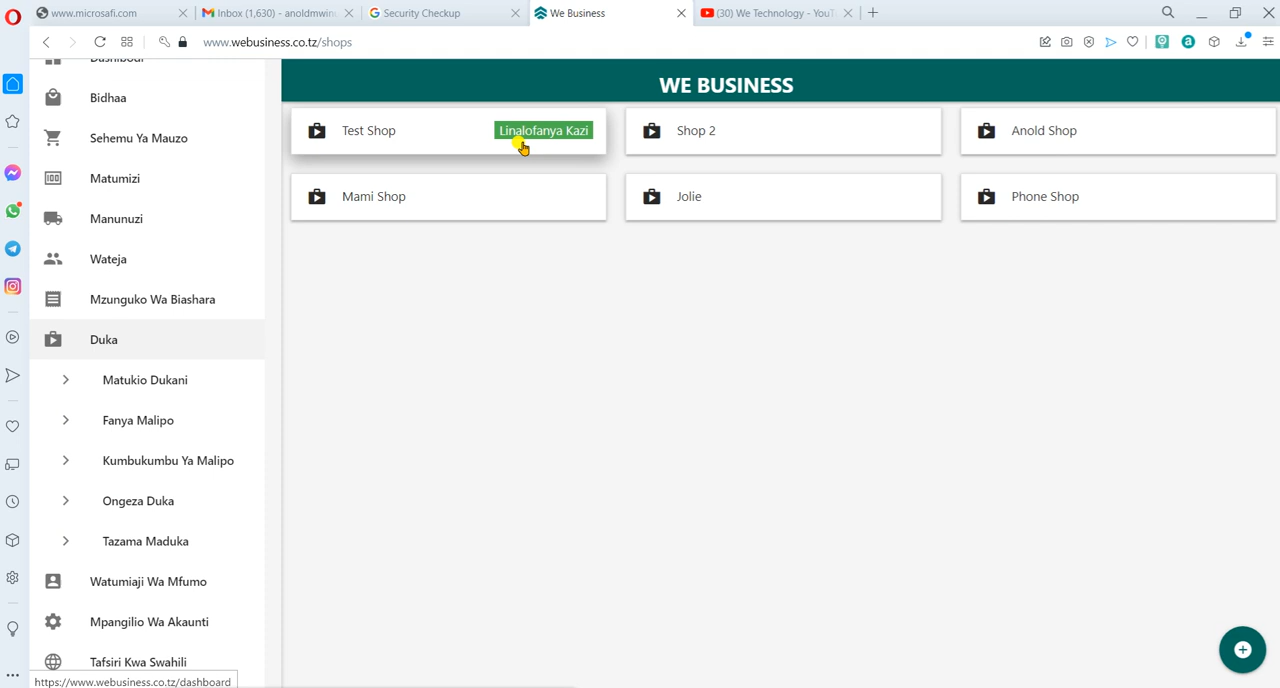 www.microsafi.com
Inbox (1,630) - anoldmwin
Security Checkup
We Business
(30) We Technology - YouT
www.webusiness.co.tz/shops
Dashibodi
WE BUSINESS
Bidhaa
Sehemu Ya Mauzo
Matumizi
Manunuzi
Wateja
Mzunguko Wa Biashara
Duka
Matukio Dukani
Fanya Malipo
Kumbukumbu Ya Malipo
Ongeza Duka
Tazama Maduka
Watumiaji Wa Mfumo
Mpangilio Wa Akaunti
Tafsiri Kwa Swahili
Test Shop
Linalofanya Kazi
Shop 2
Anold Shop
Mami Shop
Jolie
Phone Shop
https://www.webusiness.co.tz/dashboard